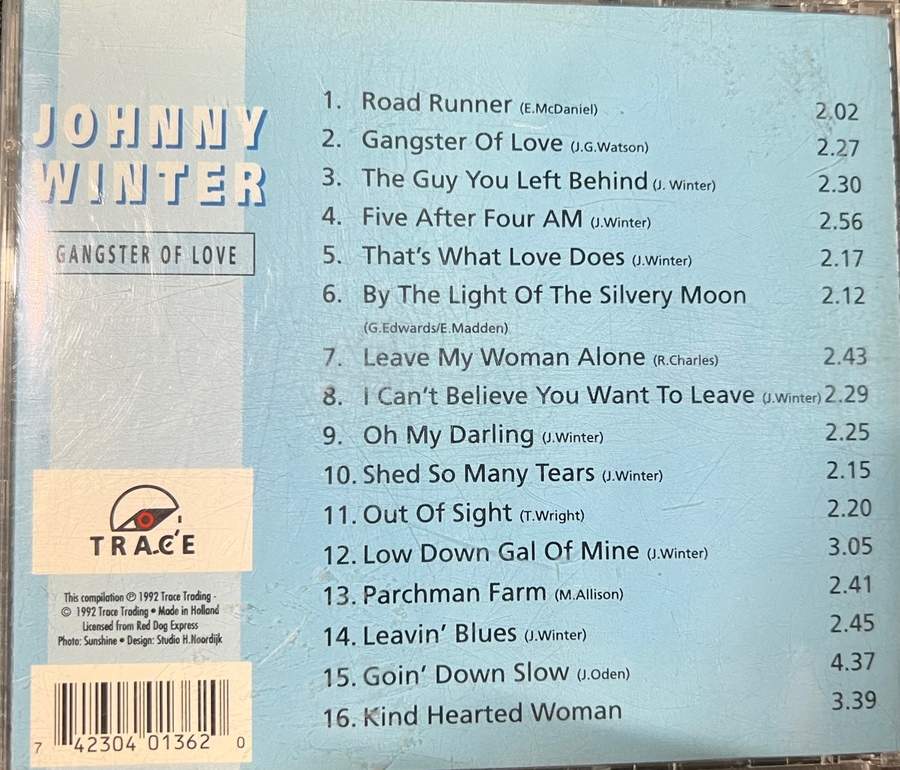 JOHNNY
WINTER
GANGSTER OF LOVE
1. Road Runner (E.McDaniel) 2.02
2. Gangster Of Love (J.G.Watson) 2.27
3. The Guy You Left Behind (J. Winter) 2.30
4. Five After Four AM (J.Winter) 2.56
5. That's What Love Does (J.Winter) 2.17
6. By The Light Of The Silvery Moon 2.12
(G.Edwards/E.Madden)
7. Leave My Woman Alone (R.Charles) 2.43
8. I Can't Believe You Want To Leave (J.Winter) 2.29
9. Oh My Darling (J.Winter) 2.25
10. Shed So Many Tears (J.Winter) 2.15
11. Out Of Sight (T.Wright) 2.20
12. Low Down Gal Of Mine (J.Winter) 3.05
13. Parchman Farm (M.Allison) 2.41
14. Leavin' Blues (J.Winter) 2.45
15. Goin' Down Slow (J.Oden) 4.37
16. Kind Hearted Woman 3.39
TRACE
This compilation ℗ 1992 Trace Trading -
© 1992 Trace Trading • Made in Holland
Licensed from Red Dog Express
Photo: Sunshine • Design: Studio H.Noordijk
7 42304 01362 0